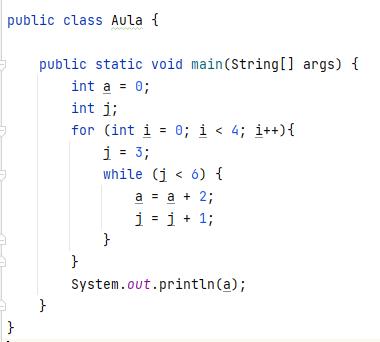 public class Aula {
public static void main(String[] args) {
int a = 0;
int j;
for (int i = 0; i < 4; i++){
j = 3;
while (j < 6) {
a = a + 2;
j = j + 1;
}
}
System.out.println(a);
}
}